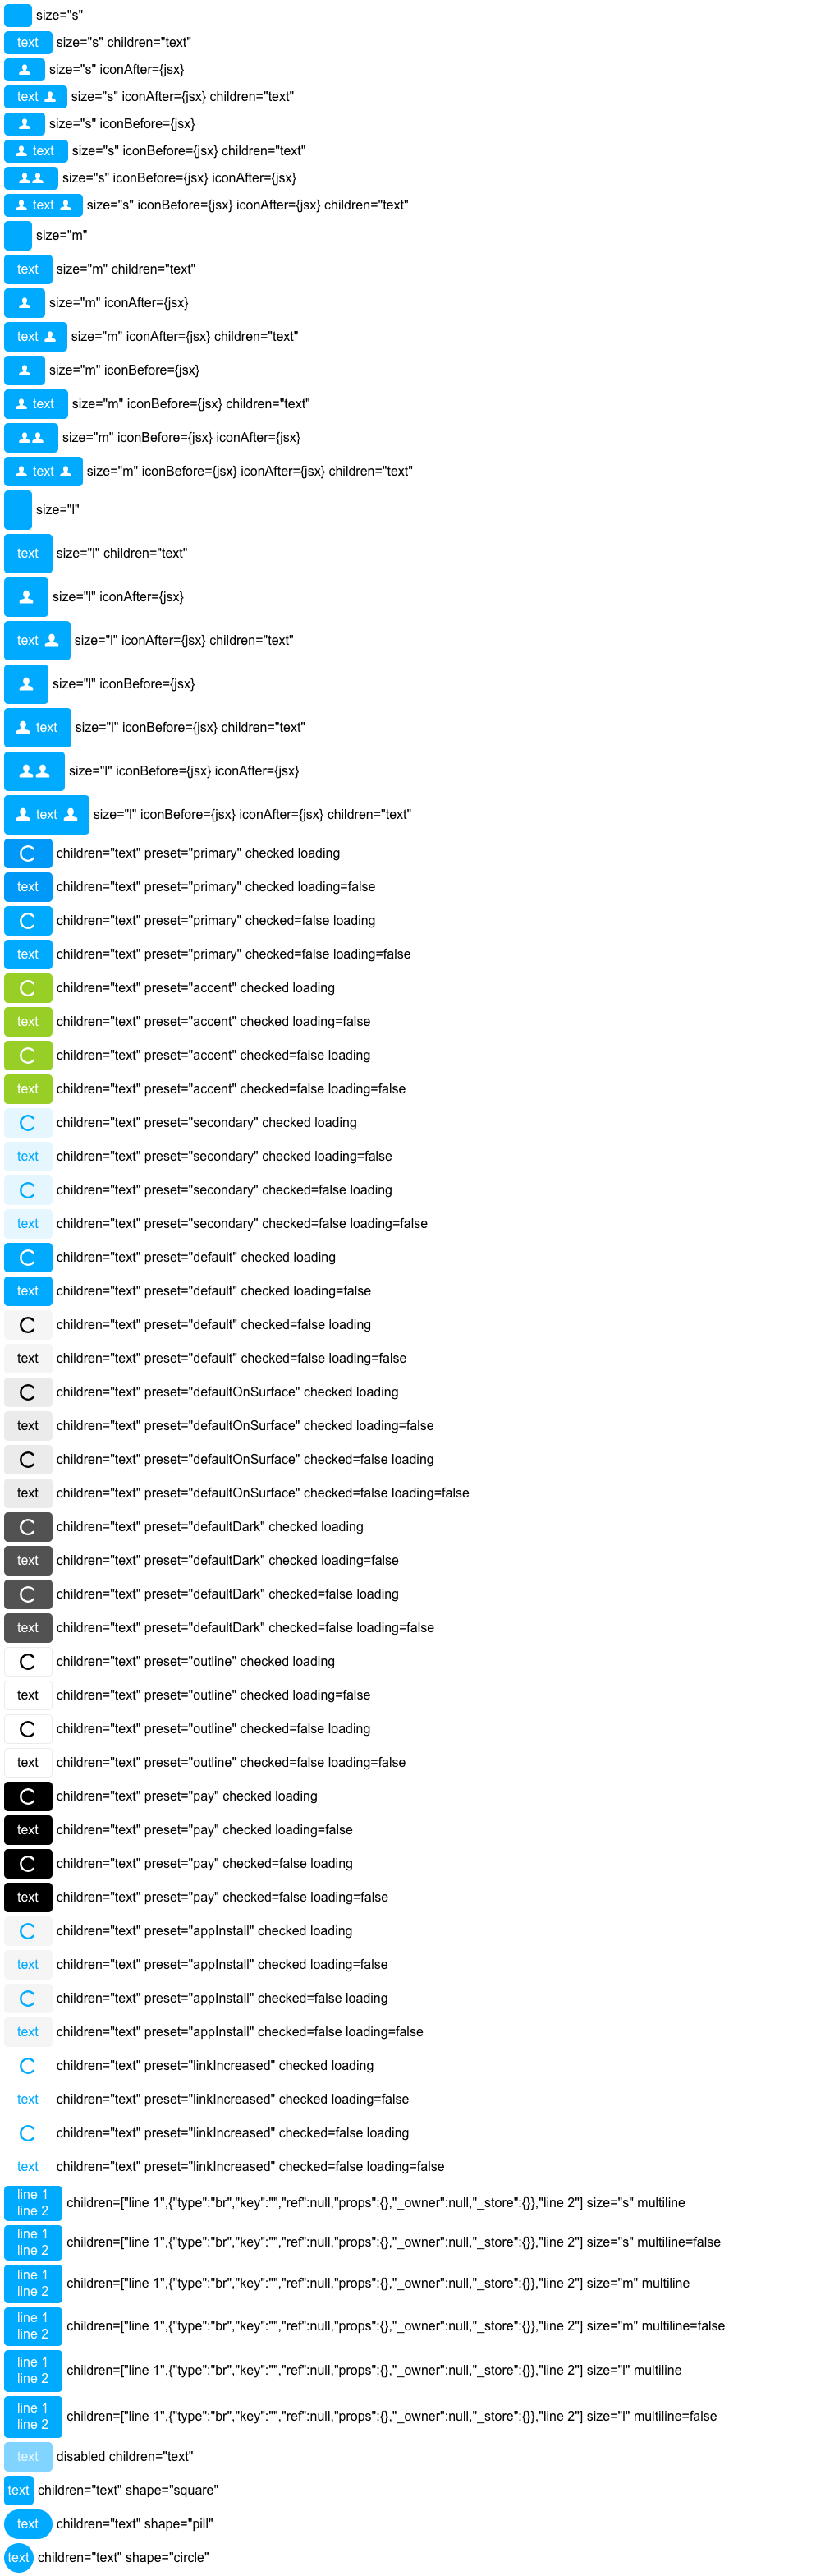 size="s"
text size="s" children="text"
size="s" iconAfter={jsx}
text size="s" iconAfter={jsx} children="text"
size="s" iconBefore={jsx}
text size="s" iconBefore={jsx} children="text"
size="s" iconBefore={jsx} iconAfter={jsx}
text size="s" iconBefore={jsx} iconAfter={jsx} children="text"
size="m"
text size="m" children="text"
size="m" iconAfter={jsx}
text size="m" iconAfter={jsx} children="text"
size="m" iconBefore={jsx}
text size="m" iconBefore={jsx} children="text"
size="m" iconBefore={jsx} iconAfter={jsx}
text size="m" iconBefore={jsx} iconAfter={jsx} children="text"
size="l"
text size="l" children="text"
size="l" iconAfter={jsx}
text size="l" iconAfter={jsx} children="text"
size="l" iconBefore={jsx}
text size="l" iconBefore={jsx} children="text"
size="l" iconBefore={jsx} iconAfter={jsx}
text size="l" iconBefore={jsx} iconAfter={jsx} children="text"
children="text" preset="primary" checked loading
text children="text" preset="primary" checked loading=false
children="text" preset="primary" checked=false loading
text children="text" preset="primary" checked=false loading=false
children="text" preset="accent" checked loading
text children="text" preset="accent" checked loading=false
children="text" preset="accent" checked=false loading
text children="text" preset="accent" checked=false loading=false
children="text" preset="secondary" checked loading
text children="text" preset="secondary" checked loading=false
children="text" preset="secondary" checked=false loading
text children="text" preset="secondary" checked=false loading=false
children="text" preset="default" checked loading
text children="text" preset="default" checked loading=false
children="text" preset="default" checked=false loading
text children="text" preset="default" checked=false loading=false
children="text" preset="defaultOnSurface" checked loading
text children="text" preset="defaultOnSurface" checked loading=false
children="text" preset="defaultOnSurface" checked=false loading
text children="text" preset="defaultOnSurface" checked=false loading=false
children="text" preset="defaultDark" checked loading
text children="text" preset="defaultDark" checked loading=false
children="text" preset="defaultDark" checked=false loading
text children="text" preset="defaultDark" checked=false loading=false
children="text" preset="outline" checked loading
text children="text" preset="outline" checked loading=false
children="text" preset="outline" checked=false loading
text children="text" preset="outline" checked=false loading=false
children="text" preset="pay" checked loading
text children="text" preset="pay" checked loading=false
children="text" preset="pay" checked=false loading
text children="text" preset="pay" checked=false loading=false
children="text" preset="appInstall" checked loading
text children="text" preset="appInstall" checked loading=false
children="text" preset="appInstall" checked=false loading
text children="text" preset="appInstall" checked=false loading=false
children="text" preset="linkIncreased" checked loading
text children="text" preset="linkIncreased" checked loading=false
children="text" preset="linkIncreased" checked=false loading
text children="text" preset="linkIncreased" checked=false loading=false
line 1
line 2
children=["line 1",{"type":"br","key":"","ref":null,"props":{},"_owner":null,"_store":{}},"line 2"] size="s" multiline
line 1
line 2
children=["line 1",{"type":"br","key":"","ref":null,"props":{},"_owner":null,"_store":{}},"line 2"] size="s" multiline=false
line 1
line 2
children=["line 1",{"type":"br","key":"","ref":null,"props":{},"_owner":null,"_store":{}},"line 2"] size="m" multiline
line 1
line 2
children=["line 1",{"type":"br","key":"","ref":null,"props":{},"_owner":null,"_store":{}},"line 2"] size="m" multiline=false
line 1
line 2
children=["line 1",{"type":"br","key":"","ref":null,"props":{},"_owner":null,"_store":{}},"line 2"] size="l" multiline
line 1
line 2
children=["line 1",{"type":"br","key":"","ref":null,"props":{},"_owner":null,"_store":{}},"line 2"] size="l" multiline=false
text disabled children="text"
text children="text" shape="square"
text children="text" shape="pill"
text children="text" shape="circle"